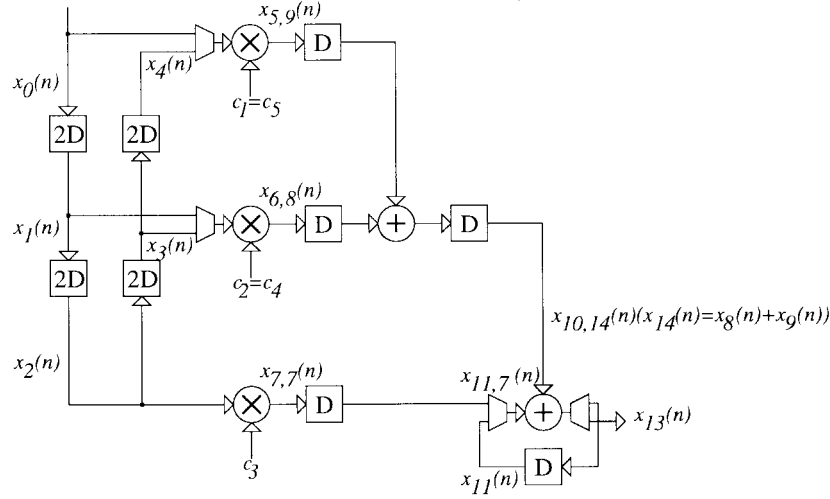 x5,9(n)
D
x4(n)
x0(n)
c1=c5
2D 2D
x6,8(n)
D + D
x1(n)
x3(n)
c2=c4
2D 2D
x10,14(n)(x14(n)=x8(n)+x9(n))
x2(n)
x7,7(n)
x11,7(n)
D
+
x13(n)
c3
x11(n)
D